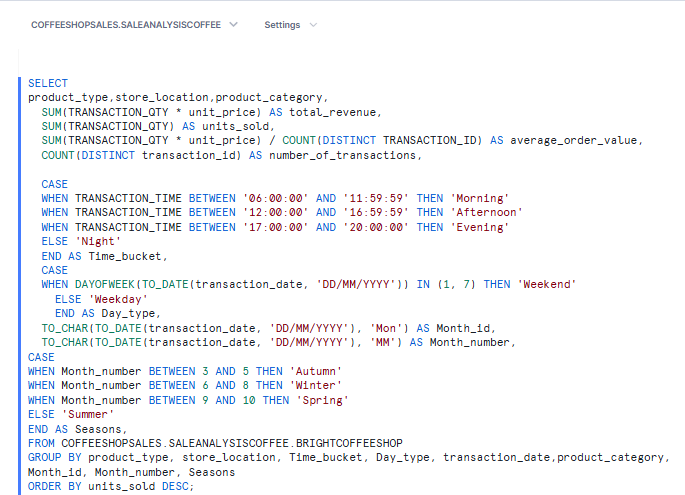 COFFEESHOPSALES.SALEANALYSISCOFFEE Settings
SELECT
product_type,store_location,product_category,
SUM(TRANSACTION_QTY * unit_price) AS total_revenue,
SUM(TRANSACTION_QTY) AS units_sold,
SUM(TRANSACTION_QTY * unit_price) / COUNT(DISTINCT TRANSACTION_ID) AS average_order_value,
COUNT(DISTINCT transaction_id) AS number_of_transactions,
CASE
WHEN TRANSACTION_TIME BETWEEN '06:00:00' AND '11:59:59' THEN 'Morning'
WHEN TRANSACTION_TIME BETWEEN '12:00:00' AND '16:59:59' THEN 'Afternoon'
WHEN TRANSACTION_TIME BETWEEN '17:00:00' AND '20:00:00' THEN 'Evening'
ELSE 'Night'
END AS Time_bucket,
CASE
WHEN DAYOFWEEK(TO_DATE(transaction_date, 'DD/MM/YYYY')) IN (1, 7) THEN 'Weekend'
ELSE 'Weekday'
END AS Day_type,
TO_CHAR(TO_DATE(transaction_date, 'DD/MM/YYYY'), 'Mon') AS Month_id,
TO_CHAR(TO_DATE(transaction_date, 'DD/MM/YYYY'), 'MM') AS Month_number,
CASE
WHEN Month_number BETWEEN 3 AND 5 THEN 'Autumn'
WHEN Month_number BETWEEN 6 AND 8 THEN 'Winter'
WHEN Month_number BETWEEN 9 AND 10 THEN 'Spring'
ELSE 'Summer'
END AS Seasons,
FROM COFFEESHOPSALES.SALEANALYSISCOFFEE.BRIGHTCOFFEESHOP
GROUP BY product_type, store_location, Time_bucket, Day_type, transaction_date,product_category,
Month_id, Month_number, Seasons
ORDER BY units_sold DESC;